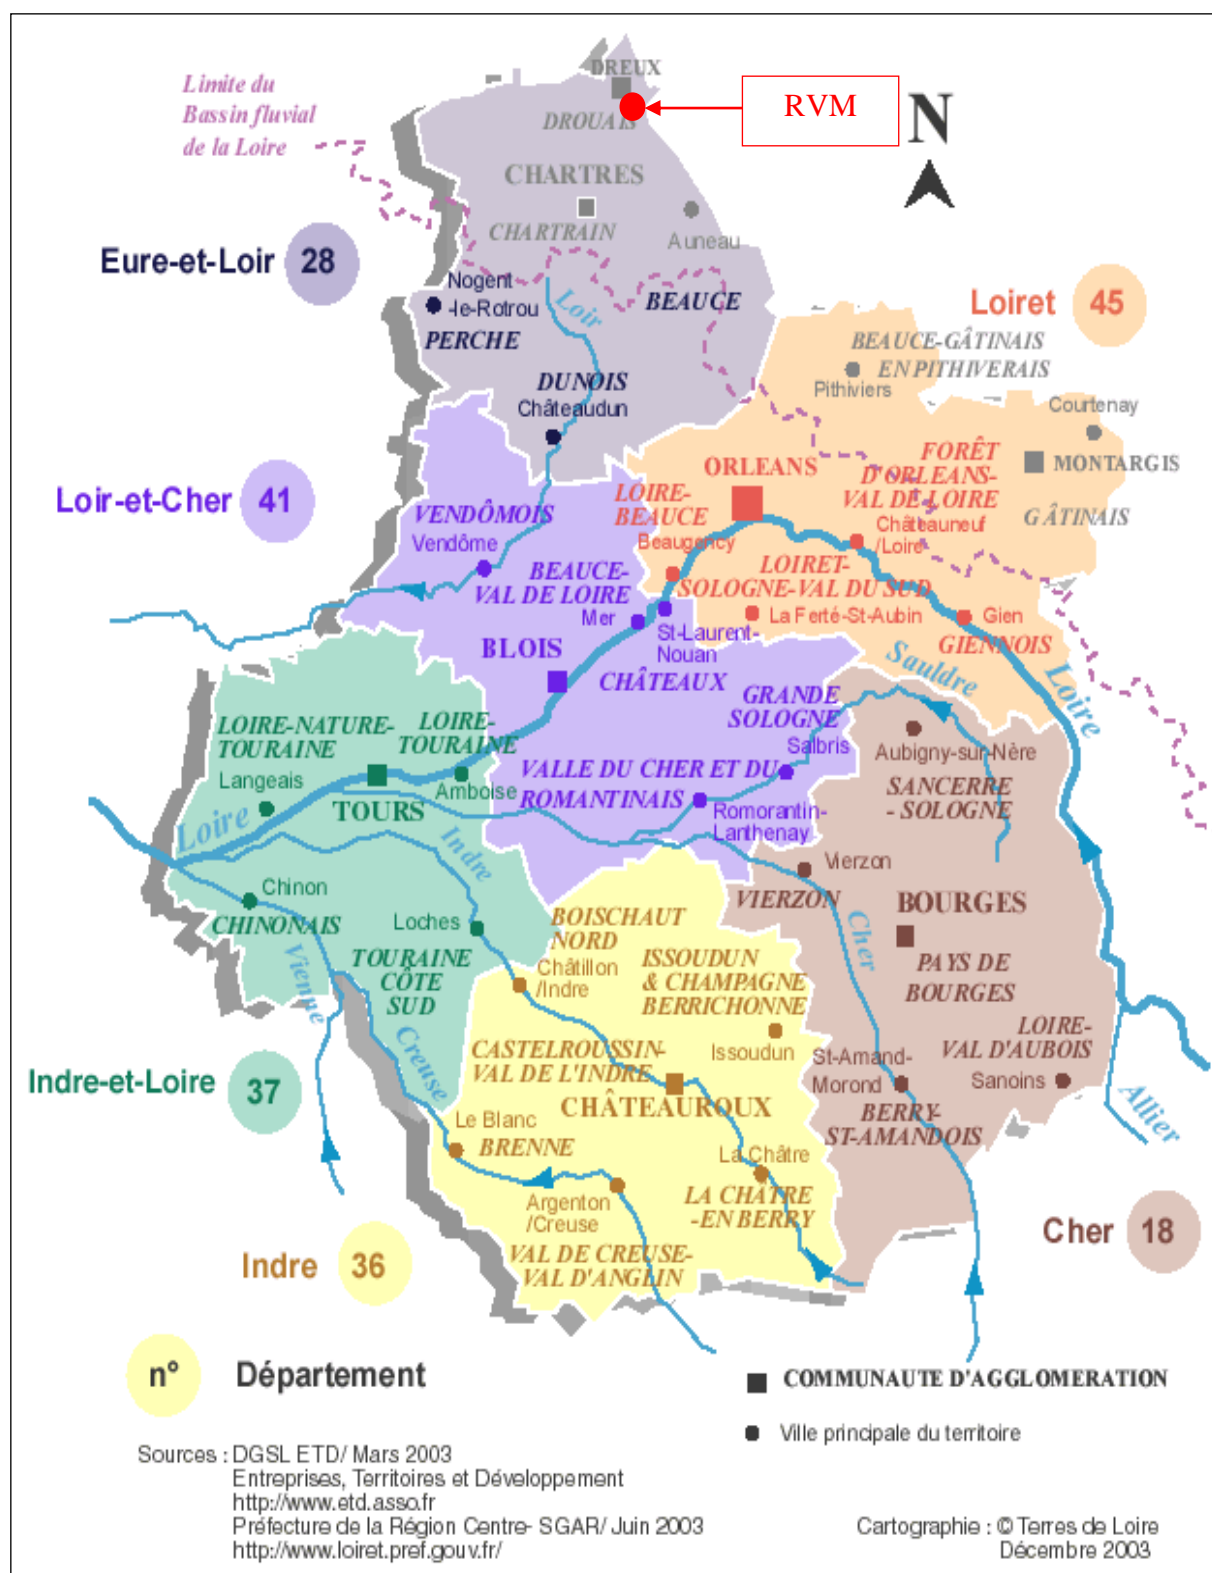 DREUX
Limite du
Bassin fluvial
de la Loire
RVM
N
DROUAIS
CHARTRES
CHARTRAIN
Auneau
Eure-et-Loir 28
Nogent
-le-Rotrou
Loir
BEAUCE
PERCHE
Loiret 45
BEAUCE-GÂTINAIS
EN PITHIVERAIS
Pithiviers
DUNOIS
Châteaudun
Courtenay
ORLEANS
FORÊT
D'ORLEANS-
VAL DE LOIRE
MONTARGIS
GÂTINAIS
Loir-et-Cher 41
LOIRE-
BEAUCE
Beaugency
Châteauneuf
/Loire
VENDÔMOIS
Vendôme
BEAUCE-
VAL DE LOIRE
Mer
LOIRET-
SOLOGNE-VAL DU SUD
La Ferté-St-Aubin
Gien
GIENNOIS
BLOIS
St-Laurent-
Nouan
CHÂTEAUX
Sauldre
Loire
GRANDE
SOLOGNE
Salbris
LOIRE-NATURE-
TOURAINE
Langeais
LOIRE-
TOURAINE
Amboise
TOURS
Aubigny-sur-Nère
SANCERRE
- SOLOGNE
VALLE DU CHER ET DU
ROMANTINAIS
Romorantin-
Lanthenay
Loire
Indre
Vierzon
VIERZON
Cher
BOURGES
PAYS DE
BOURGES
Chinon
CHINONAIS
Vienne
Loches
TOURAINE
CÔTE
SUD
BOISCHAUT
NORD
Châtillon
/Indre
ISSOUDUN
& CHAMPAGNE
BERRICHONNE
Issoudun
LOIRE-
VAL D'AUBOIS
Sanoins
Allier
Creuse
Indre-et-Loire 37
CASTELROUSSIN-
VAL DE L'INDRE
CHÂTEAUROUX
St-Amand-
Morond
BERRY-
ST-AMANDOIS
Le Blanc
BRENNE
La Châtre
LA CHÂTRE
-EN BERRY
Argenton
/Creuse
VAL DE CREUSE-
VAL D'ANGLIN
Indre 36
Cher 18
n° Département
COMMUNAUTE D'AGGLOMERATION
Ville principale du territoire
Sources : DGSL ETD/ Mars 2003
Entreprises, Territoires et Développement
http://www.etd.asso.fr
Préfecture de la Région Centre- SGAR/ Juin 2003
http://www.loiret.pref.gouv.fr/
Cartographie : © Terres de Loire
Décembre 2003